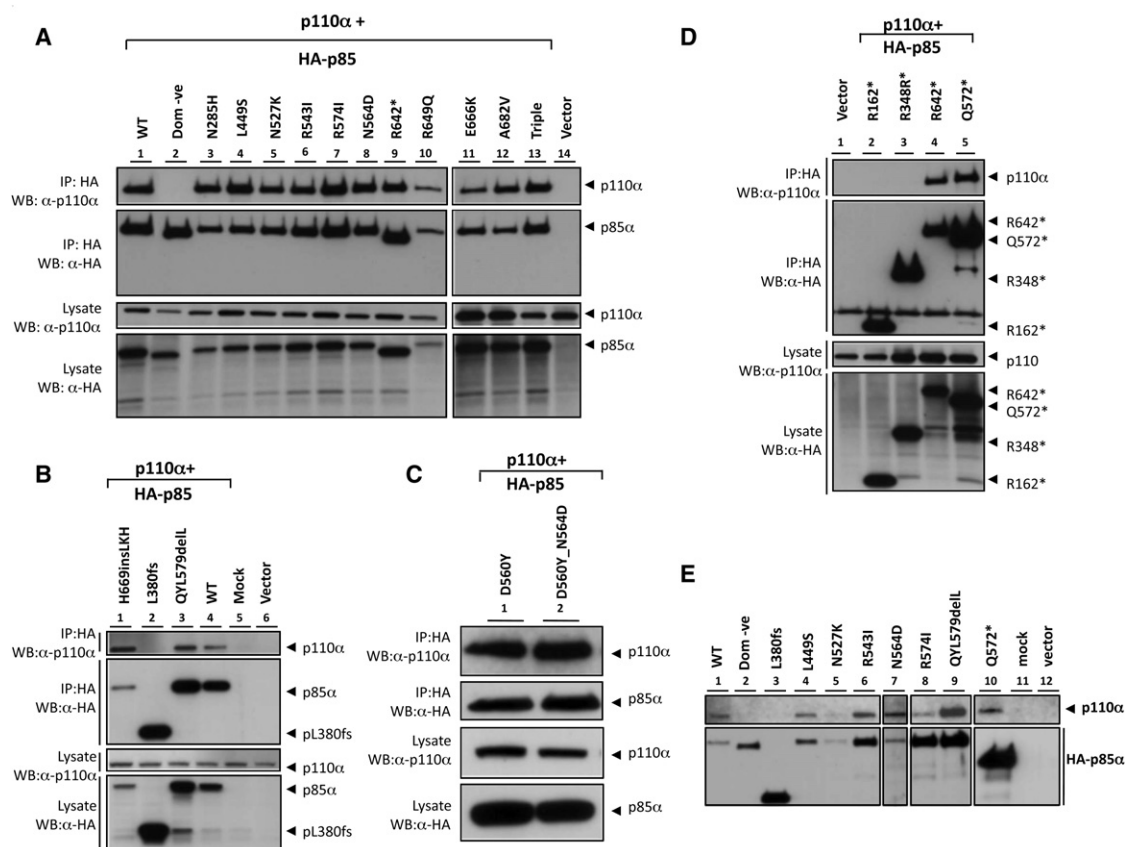 A
p110α +
HA-p85
WT
Dom -ve
N285H
L449S
N527K
R543I
R574I
N564D
R642*
R649Q
E666K
A682V
Triple
Vector
1 2 3 4 5 6 7 8 9 10 11 12 13 14
IP: HA
WB: α-p110α
p110α
IP: HA
WB: α-HA
p85α
Lysate
WB: α-p110α
p110α
Lysate
WB: α-HA
p85α
B
p110α+
HA-p85
H669insLKH
L380fs
QYL579delL
WT
Mock
Vector
1 2 3 4 5 6
IP:HA
WB:α-p110α
p110α
IP:HA
WB:α-HA
p85α
pL380fs
Lysate
WB:α-p110α
p110α
Lysate
WB:α-HA
p85α
pL380fs
C
p110α+
HA-p85
D560Y
D560Y_N564D
1 2
IP:HA
WB:α-p110α
p110α
IP:HA
WB:α-HA
p85α
Lysate
WB:α-p110α
p110α
Lysate
WB:α-HA
p85α
D
p110α+
HA-p85
Vector
R162*
R348R*
R642*
Q572*
1 2 3 4 5
IP:HA
WB:α-p110α
p110α
IP:HA
WB:α-HA
R642*
Q572*
R348*
R162*
Lysate
WB:α-p110α
p110
Lysate
WB:α-HA
R642*
Q572*
R348*
R162*
E
WT
Dom -ve
L380fs
L449S
N527K
R543I
N564D
R574I
QYL579delL
Q572*
mock
vector
1 2 3 4 5 6 7 8 9 10 11 12
p110α
HA-p85α